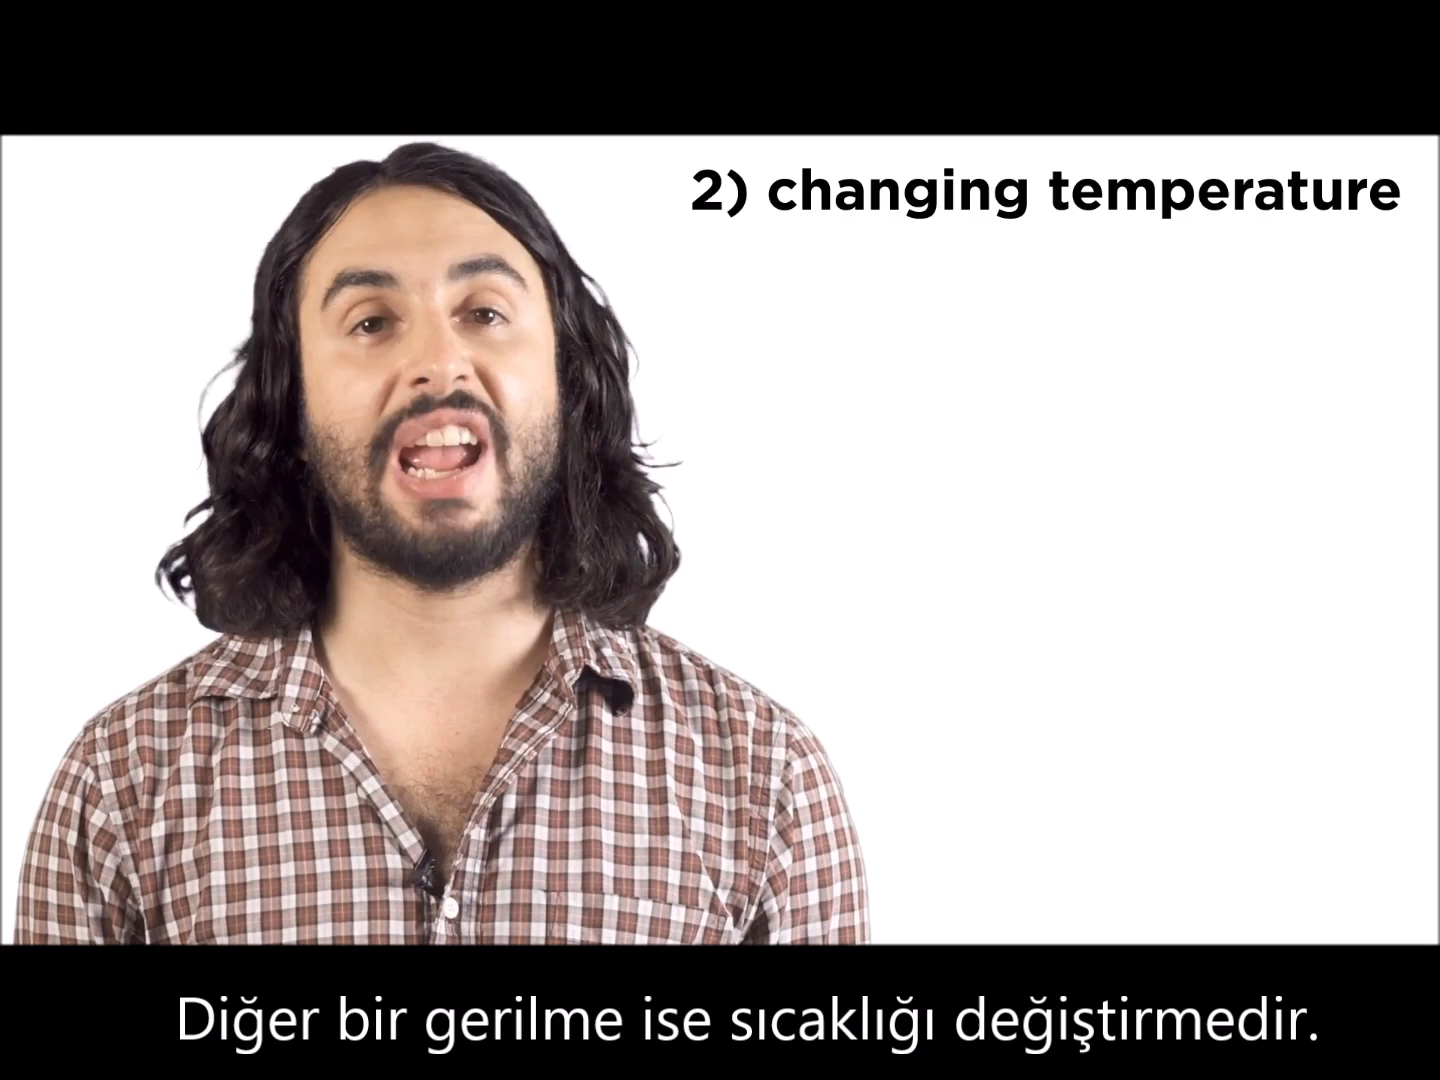 2) changing temperature
Diğer bir gerilme ise sıcaklığı değiştirmedir.